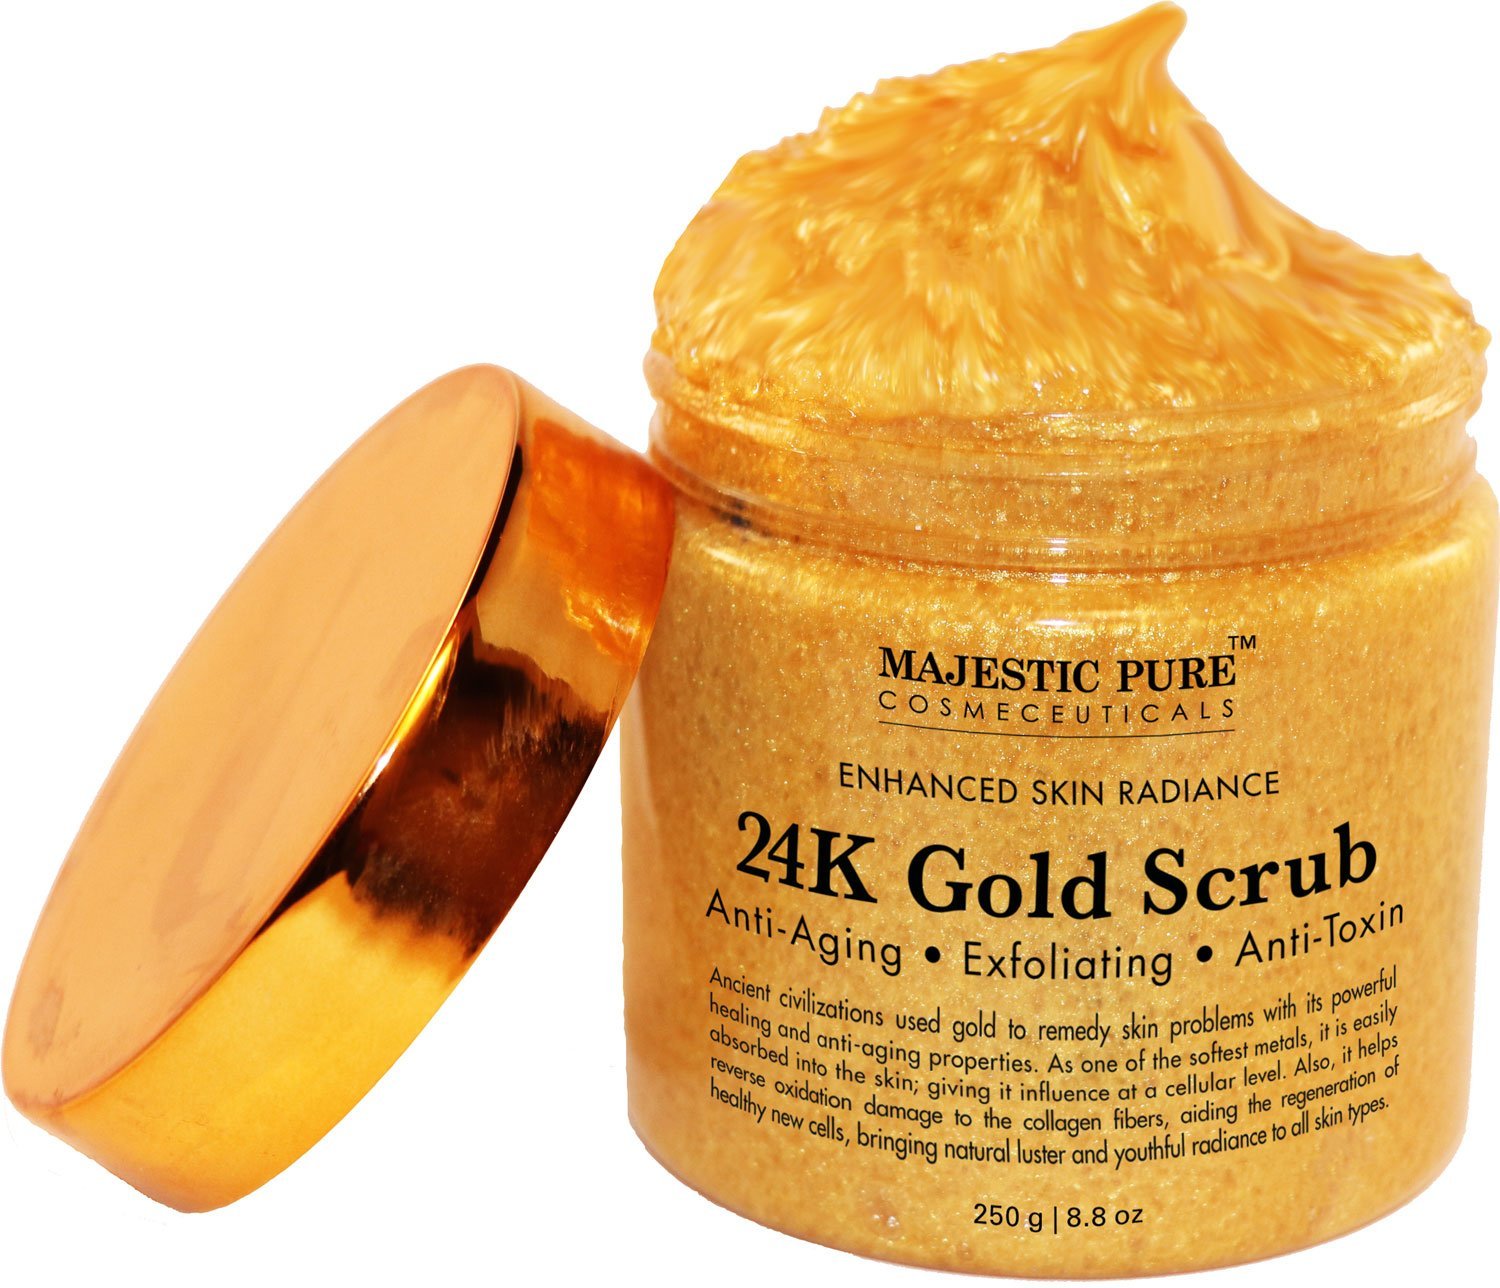 MAJESTIC PURE™
COSMECEUTICALS
ENHANCED SKIN RADIANCE
24K Gold Scrub
Anti-Aging • Exfoliating • Anti-Toxin
Ancient civilizations used gold to remedy skin problems with its powerful
healing and anti-aging properties. As one of the softest metals, it is easily
absorbed into the skin; giving it influence at a cellular level. Also, it helps
reverse oxidation damage to the collagen fibers, aiding the regeneration of
healthy new cells, bringing natural luster and youthful radiance to all skin types.
250 g | 8.8 oz